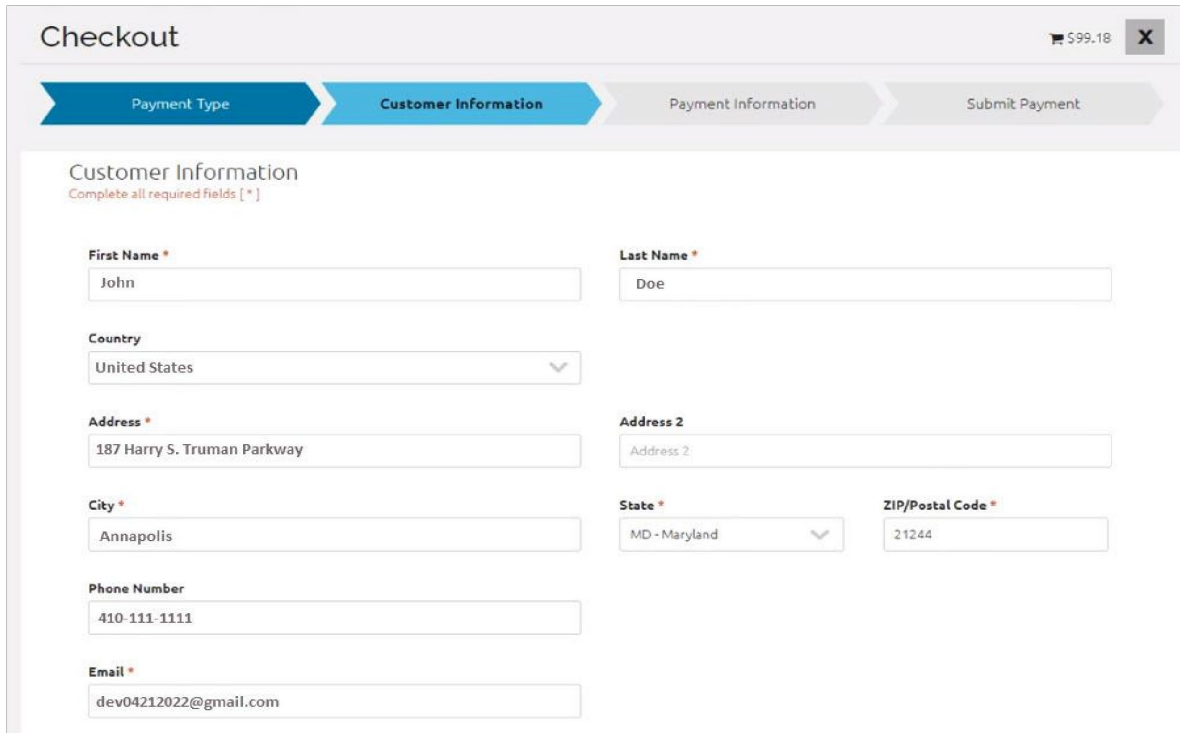 Checkout
$99.18 X
Payment Type Customer Information Payment Information Submit Payment
Customer Information
Complete all required fields [ * ]
First Name * Last Name *
John Doe
Country
United States
Address * Address 2
187 Harry S. Truman Parkway Address 2
City * State * ZIP/Postal Code *
Annapolis MD - Maryland 21244
Phone Number
410-111-1111
Email *
dev04212022@gmail.com